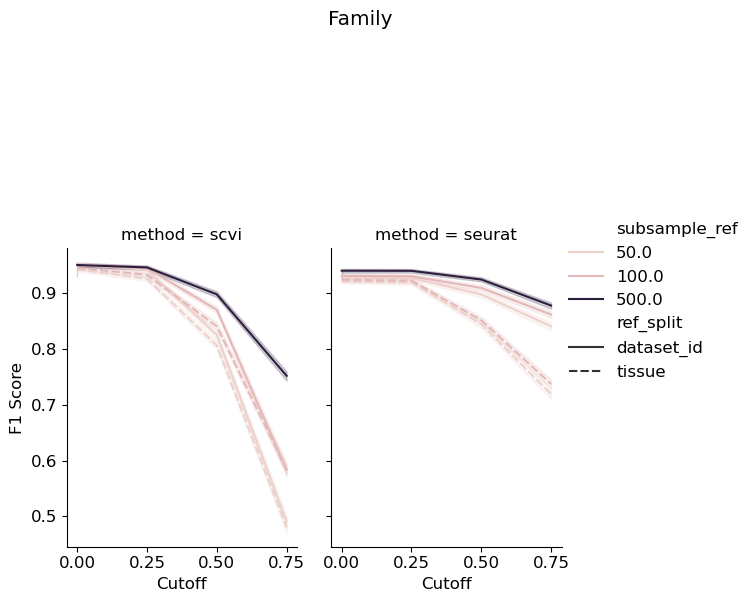 Family
method = scvi
method = seurat
F1 Score
0.9
0.8
0.7
0.6
0.5
0.00 0.25 0.50 0.75
0.00 0.25 0.50 0.75
Cutoff
Cutoff
subsample_ref
50.0
100.0
500.0
ref_split
dataset_id
tissue